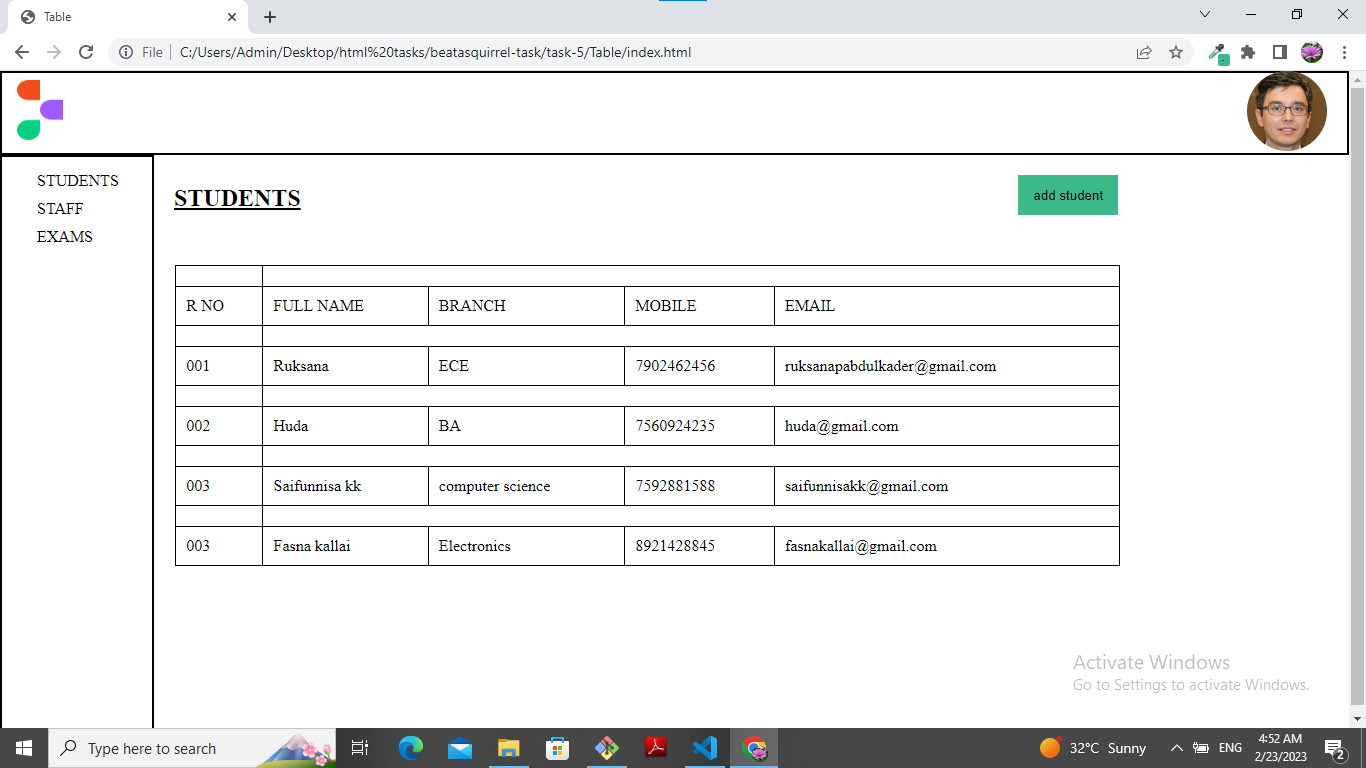 Table
File C:/Users/Admin/Desktop/html%20tasks/beatasquirrel-task/task-5/Table/index.html
STUDENTS
STAFF
EXAMS
STUDENTS
add student
R NO FULL NAME BRANCH MOBILE EMAIL
001 Ruksana ECE 7902462456 ruksanapabdulkader@gmail.com
002 Huda BA 7560924235 huda@gmail.com
003 Saifunnisa kk computer science 7592881588 saifunnisakk@gmail.com
003 Fasna kallai Electronics 8921428845 fasnakallai@gmail.com
Activate Windows
Go to Settings to activate Windows.
Type here to search
32°C Sunny
ENG
4:52 AM
2/23/2023
2